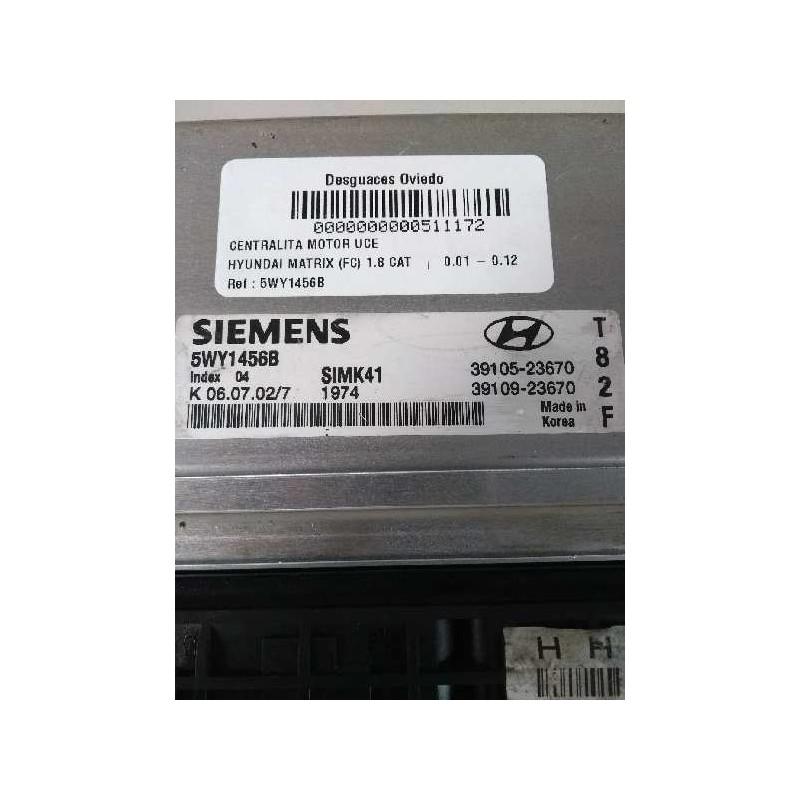 Desguaces Oviedo
0000000000511172
CENTRALITA MOTOR UCE
HYUNDAI MATRIX (FC) 1.8 CAT , 0.01 - 0.12
Ref : 5WY1456B
SIEMENS
5WY1456B
Index 04 SIMK41 39105-23670
K 06.07.02/7 1974 39109-23670
Made in
Korea
T
8
2
F
H H